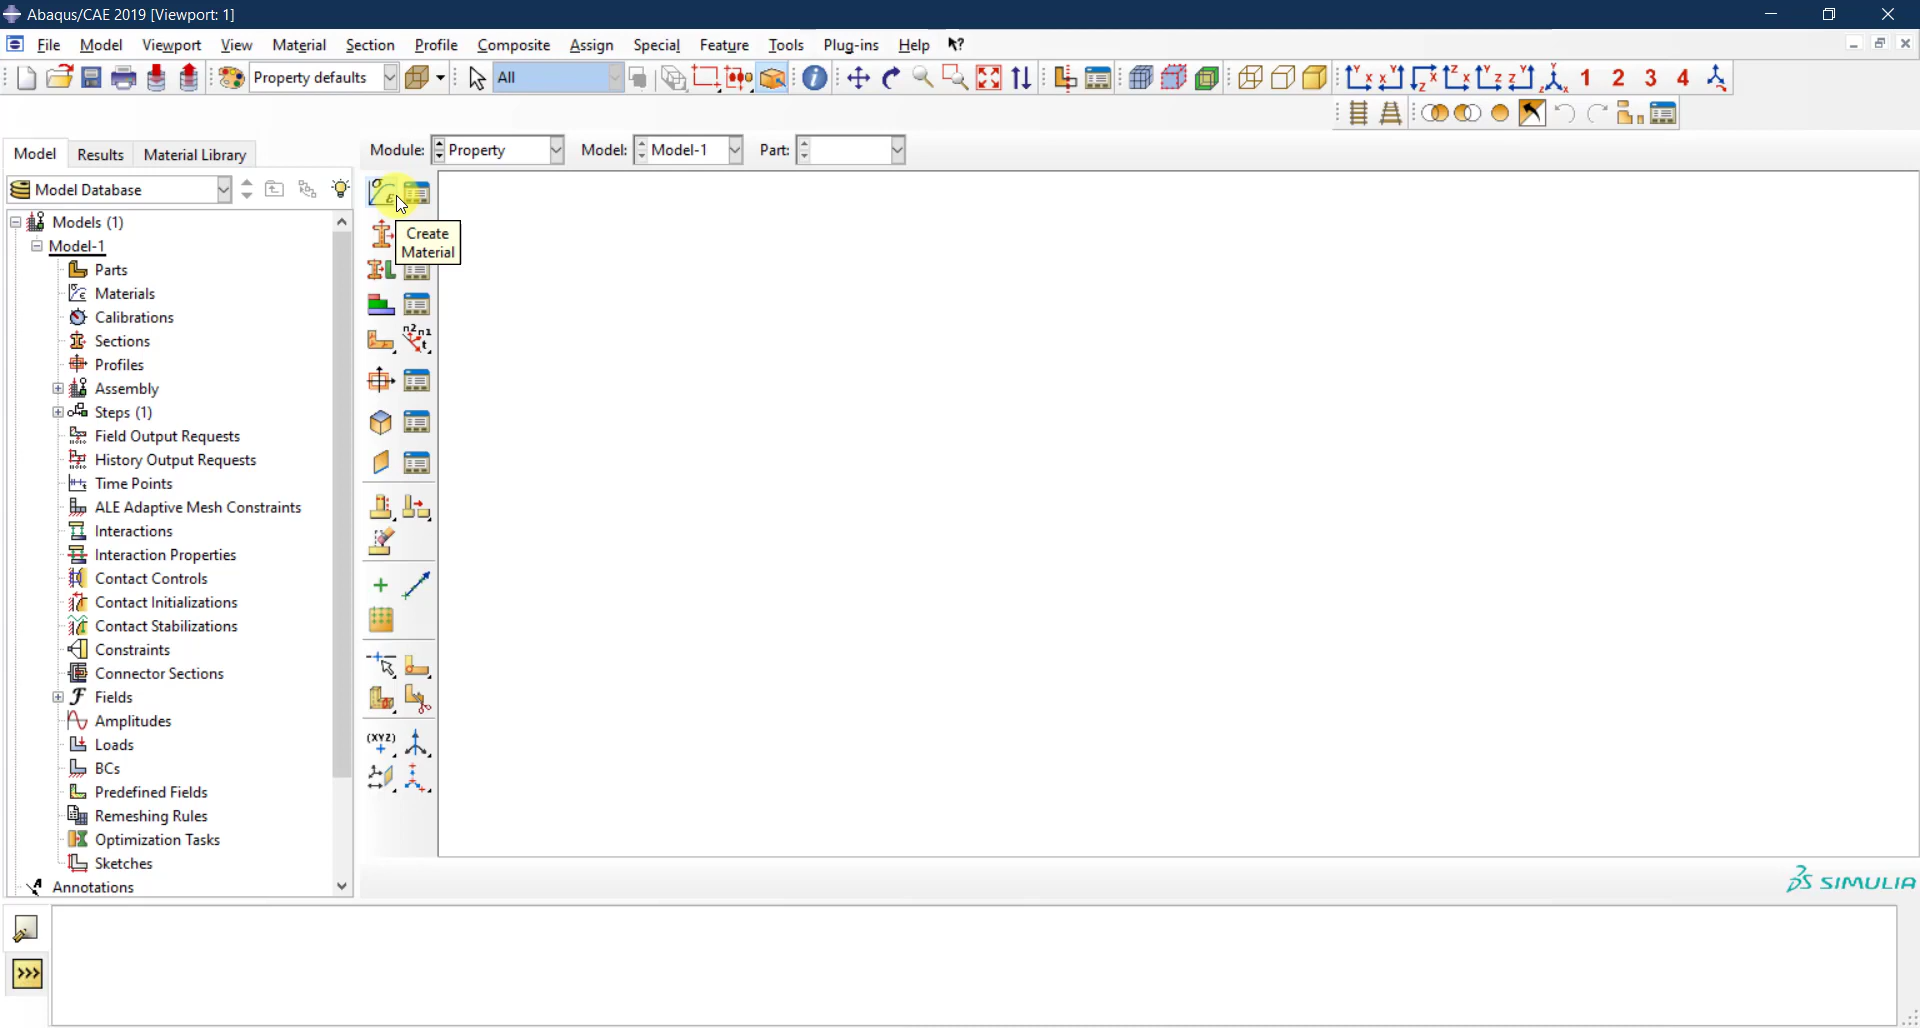 Abaqus/CAE 2019 [Viewport: 1]
File Model Viewport View Material Section Profile Composite Assign Special Feature Tools Plug-ins Help
Property defaults All 1 2 3 4
Model Results Material Library
Module: Property Model: Model-1 Part:
Model Database
Create
Material
Models (1)
Model-1
Parts
Materials
Calibrations
Sections
Profiles
Assembly
Steps (1)
Field Output Requests
History Output Requests
Time Points
ALE Adaptive Mesh Constraints
Interactions
Interaction Properties
Contact Controls
Contact Initializations
Contact Stabilizations
Constraints
Connector Sections
Fields
Amplitudes
Loads
BCs
Predefined Fields
Remeshing Rules
Optimization Tasks
Sketches
Annotations
n2 n1
t
(XYZ)
SIMULIA
>>>